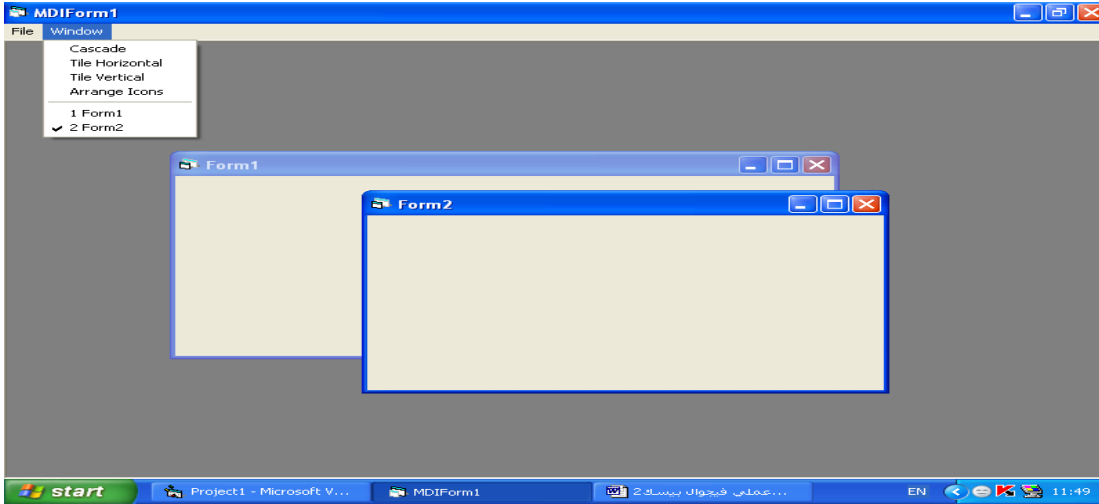 MDIForm1
File Window
Cascade
Tile Horizontal
Tile Vertical
Arrange Icons
1 Form1
2 Form2
Form1
Form2
start Project1 - Microsoft V... MDIForm1 عملي فيجوال بيسك2... EN 11:49